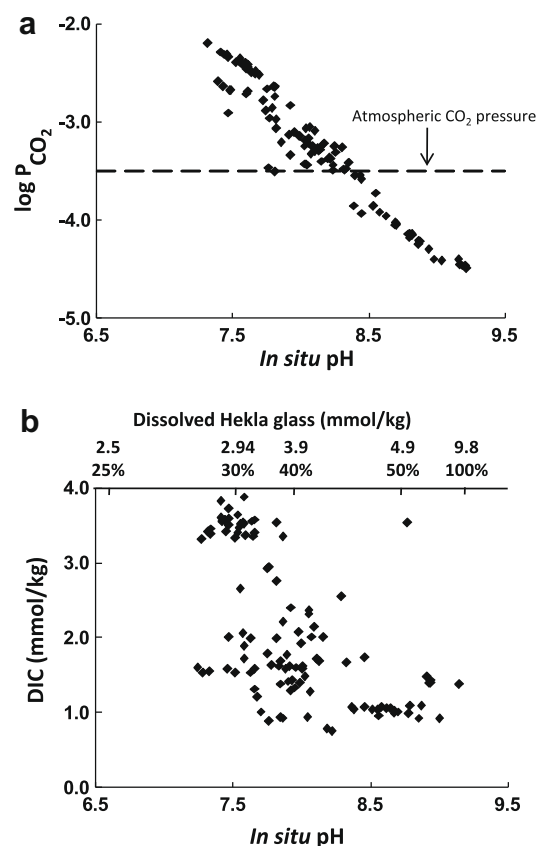 a
-2.0
-3.0
-4.0
-5.0
log P_CO₂
Atmospheric CO₂ pressure
6.5 7.5 8.5 9.5
In situ pH
b
Dissolved Hekla glass (mmol/kg)
2.5 2.94 3.9 4.9 9.8
25% 30% 40% 50% 100%
4.0
3.0
2.0
1.0
0.0
DIC (mmol/kg)
6.5 7.5 8.5 9.5
In situ pH